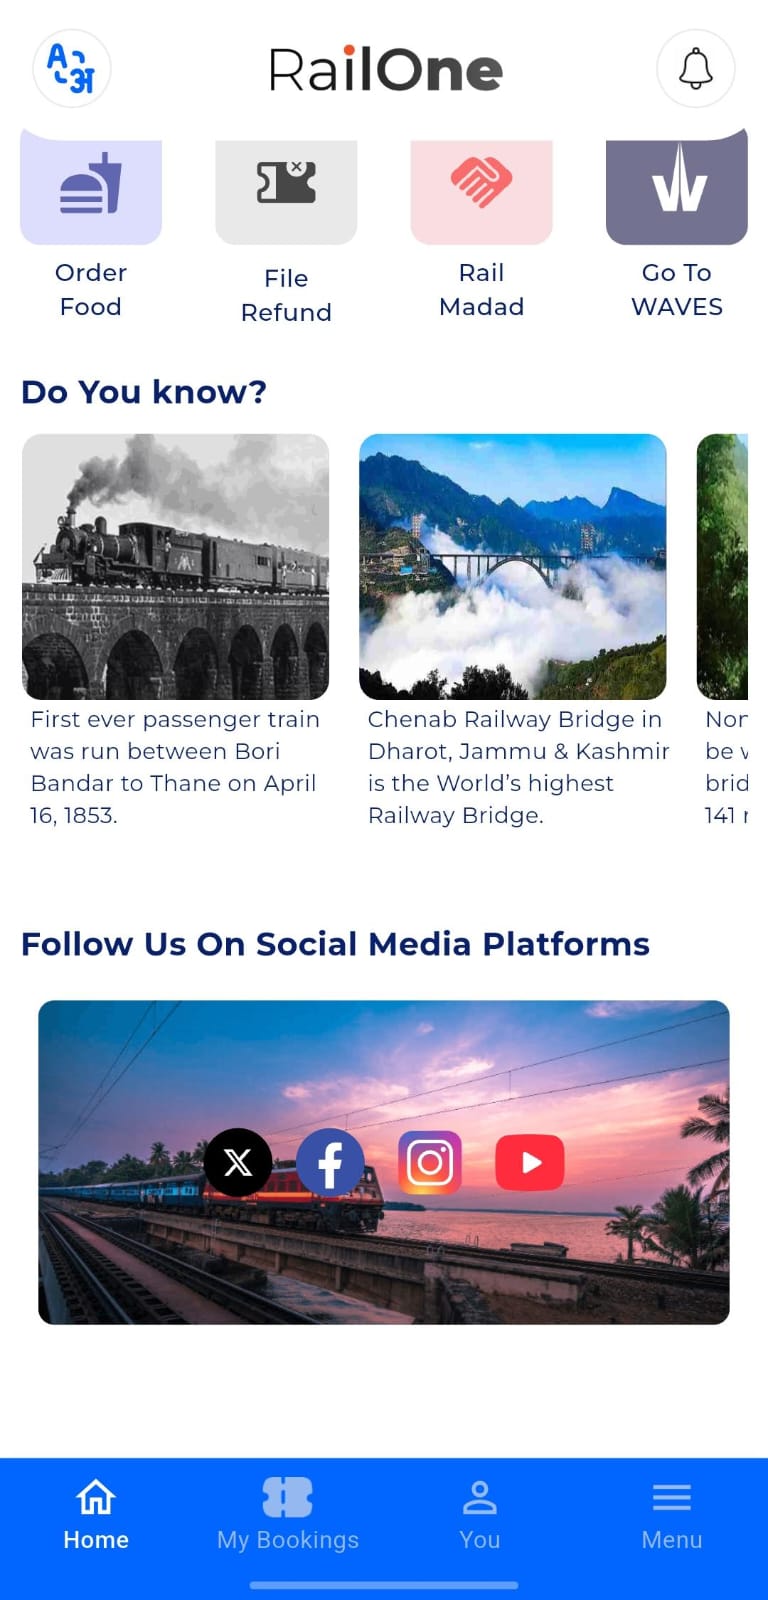 A अ
RailOne
Order Food
File Refund
Rail Madad
Go To WAVES
Do You know?
First ever passenger train
was run between Bori
Bandar to Thane on April
16, 1853.
Chenab Railway Bridge in
Dharot, Jammu & Kashmir
is the World’s highest
Railway Bridge.
be
141
Follow Us On Social Media Platforms
Home
My Bookings
You
Menu